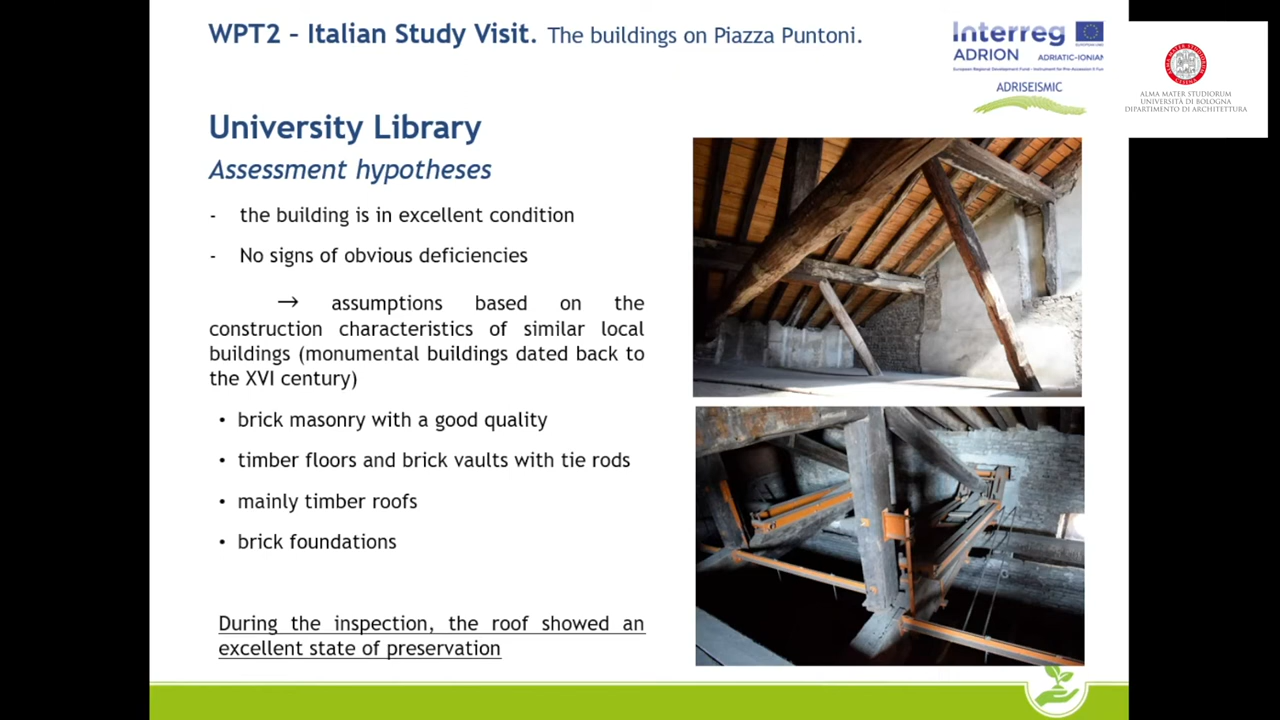 WPT2 – Italian Study Visit. The buildings on Piazza Puntoni.
Interreg
ADRION ADRIATIC-IONIAN
ADRISEISMIC
ALMA MATER STUDIORUM
UNIVERSITÀ DI BOLOGNA
DIPARTIMENTO DI ARCHITETTURA
University Library
Assessment hypotheses
- the building is in excellent condition
- No signs of obvious deficiencies
→ assumptions based on the
construction characteristics of similar local
buildings (monumental buildings dated back to
the XVI century)
• brick masonry with a good quality
• timber floors and brick vaults with tie rods
• mainly timber roofs
• brick foundations
During the inspection, the roof showed an
excellent state of preservation